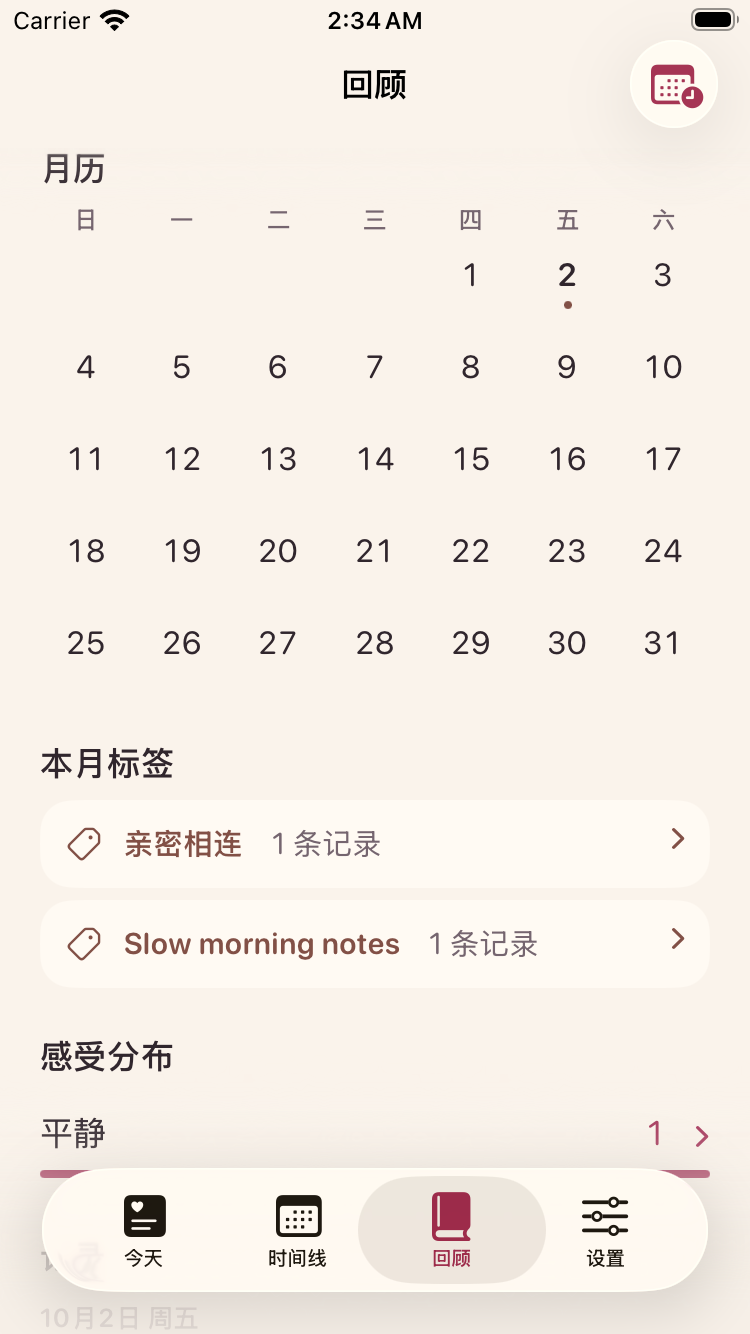 Carrier 2:34 AM
回顾
月历
日 一 二 三 四 五 六
1 2 3
4 5 6 7 8 9 10
11 12 13 14 15 16 17
18 19 20 21 22 23 24
25 26 27 28 29 30 31
本月标签
亲密相连 1 条记录
Slow morning notes 1 条记录
感受分布
平静 1
今天 时间线 回顾 设置
10月2日 周五